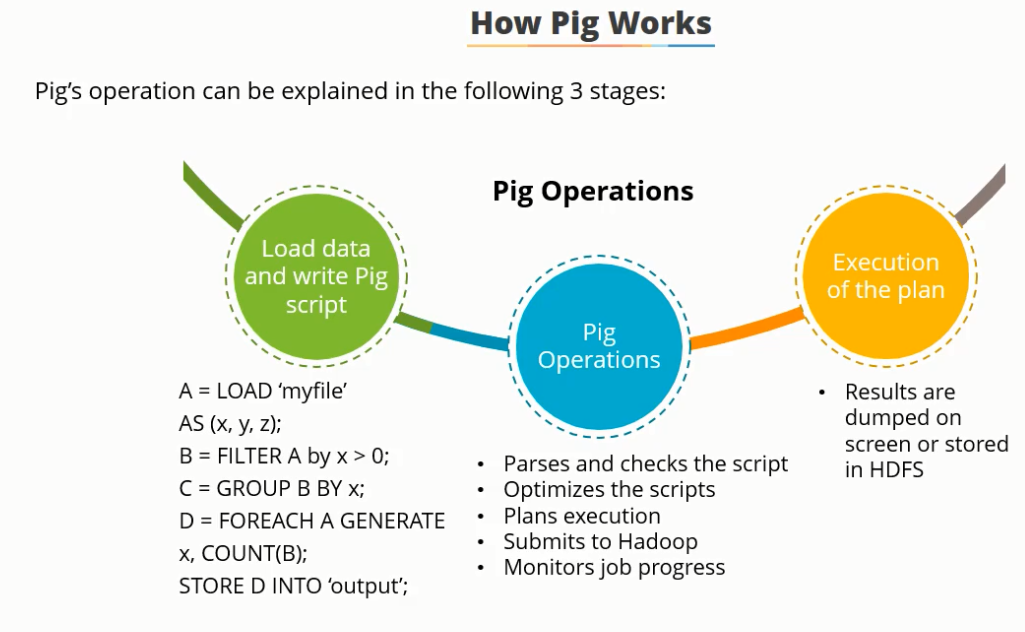 How Pig Works
Pig’s operation can be explained in the following 3 stages:
Pig Operations
Load data
and write Pig
script
A = LOAD ‘myfile’
AS (x, y, z);
B = FILTER A by x > 0;
C = GROUP B BY x;
D = FOREACH A GENERATE
x, COUNT(B);
STORE D INTO ‘output’;
Pig
Operations
• Parses and checks the script
• Optimizes the scripts
• Plans execution
• Submits to Hadoop
• Monitors job progress
Execution
of the plan
• Results are
dumped on
screen or stored
in HDFS